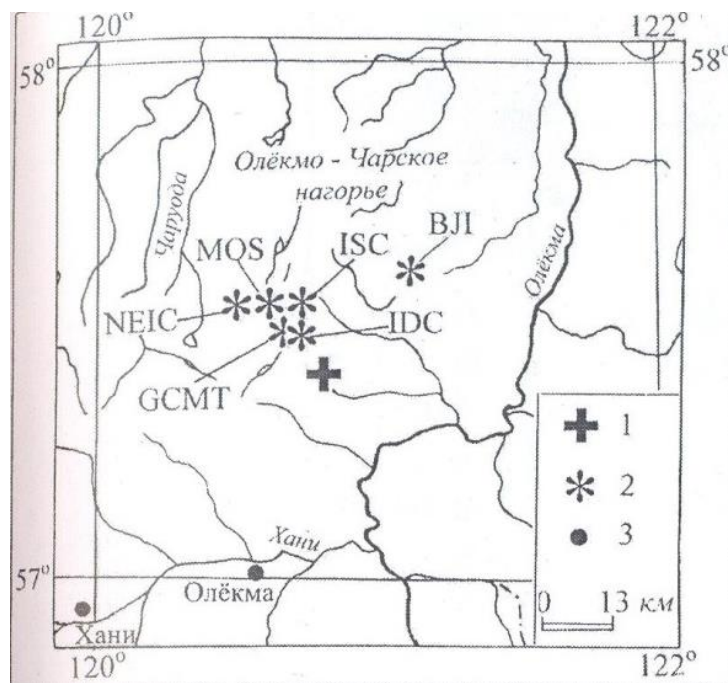 120°
122°
58°
58°
Олёкмо - Чарское
нагорье
Чаруода
BJI
MOS
ISC
Олёкма
NEIC
IDC
GCMT
1
2
3
Хани
57°
Олёкма
0 13 км
Хани
120°
122°